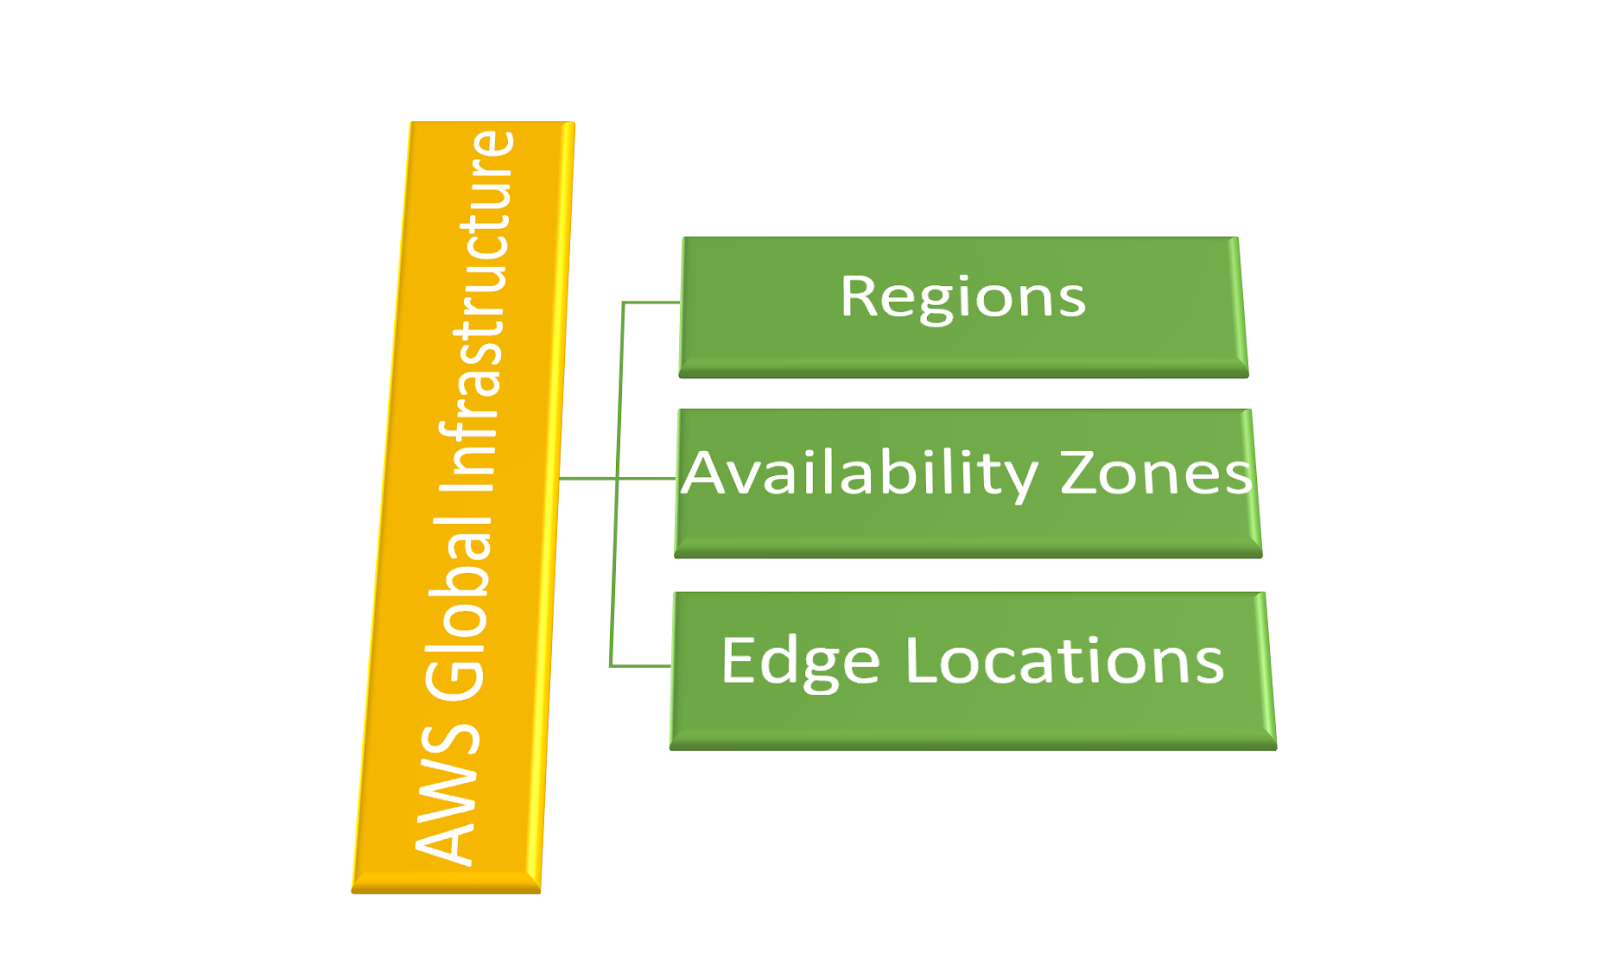 AWS Global Infrastructure
Regions
Availability Zones
Edge Locations